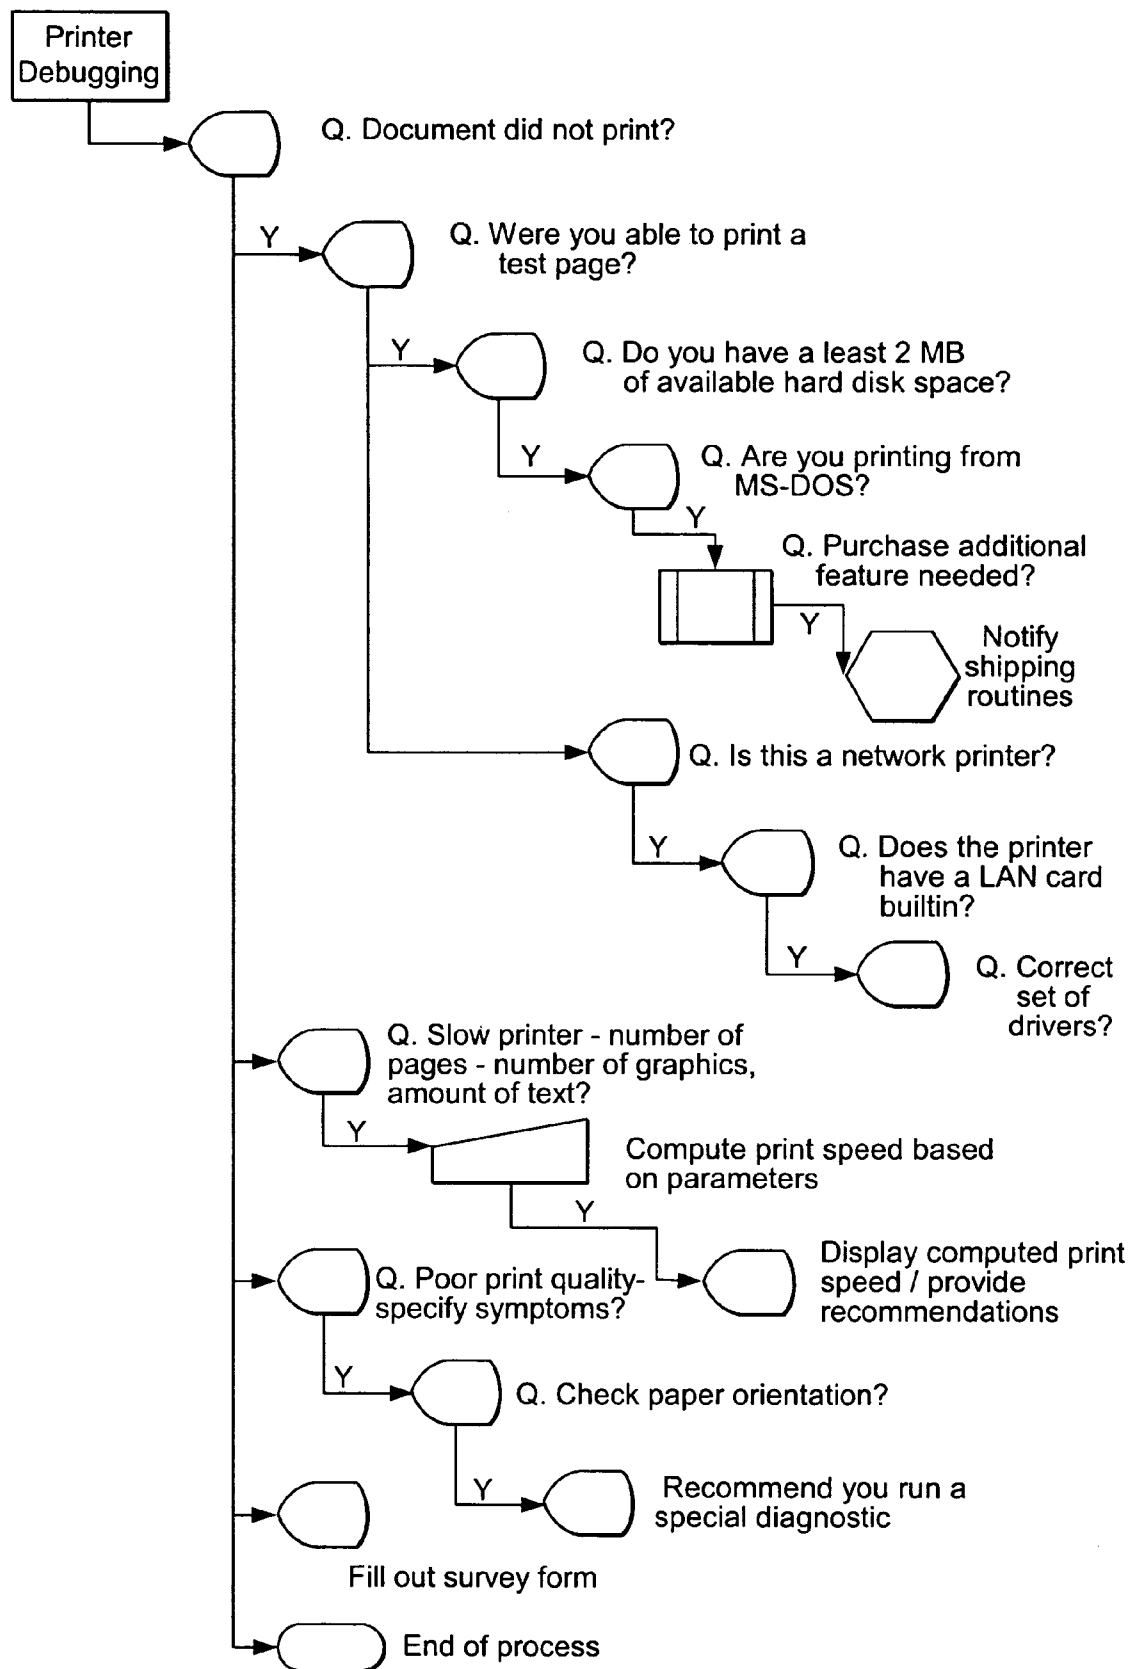 Printer
Debugging
Q. Document did not print?
Y
Q. Were you able to print a
test page?
Y
Q. Do you have a least 2 MB
of available hard disk space?
Y
Q. Are you printing from
MS-DOS?
Y
Q. Purchase additional
feature needed?
Y
Notify
shipping
routines
Q. Is this a network printer?
Y
Q. Does the printer
have a LAN card
builtin?
Y
Q. Correct
set of
drivers?
Q. Slow printer - number of
pages - number of graphics,
amount of text?
Y
Compute print speed based
on parameters
Y
Display computed print
speed / provide
recommendations
Q. Poor print quality-
specify symptoms?
Y
Q. Check paper orientation?
Y
Recommend you run a
special diagnostic
Fill out survey form
End of process